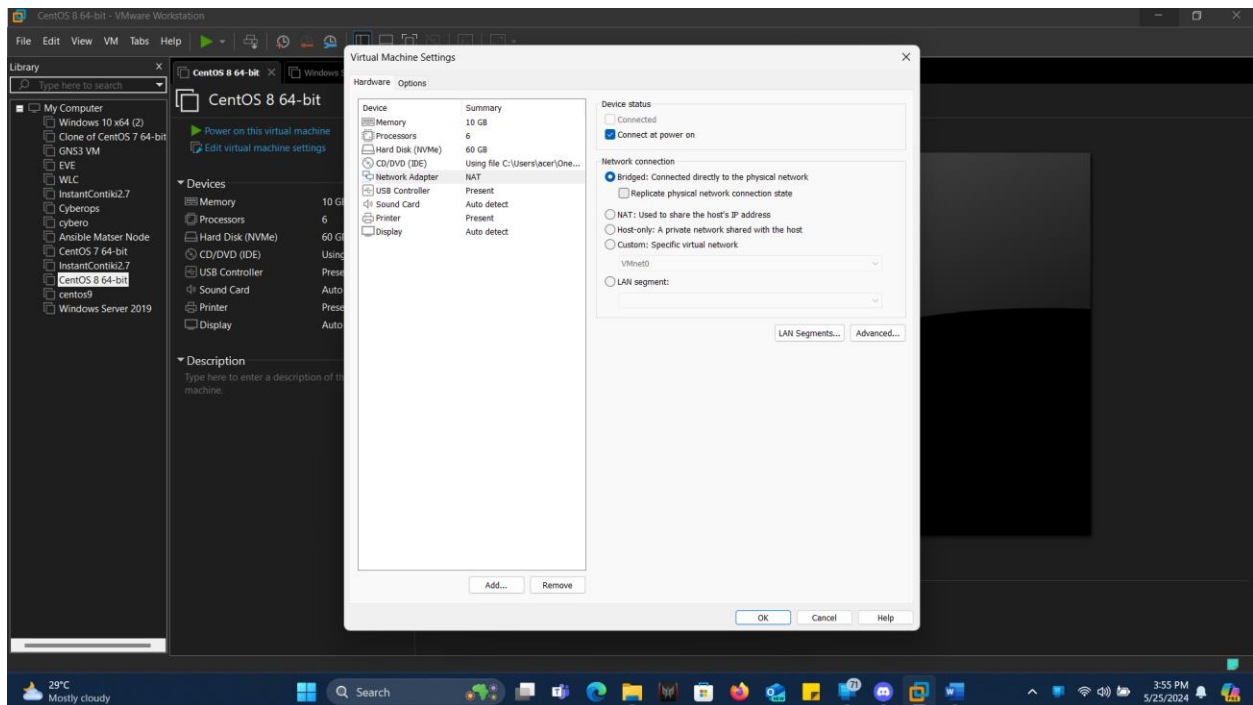 CentOS 8 64-bit - VMware Workstation
File Edit View VM Tabs Help
Library X
Type here to search
My Computer
Windows 10 x64 (2)
Clone of CentOS 7 64-bit
GNS3 VM
EVE
WLC
InstantContiki2.7
Cyberops
cybero
Ansible Matser Node
CentOS 7 64-bit
InstantContiki2.7
CentOS 8 64-bit
centos9
Windows Server 2019
CentOS 8 64-bit X Windows
CentOS 8 64-bit
Power on this virtual machine
Edit virtual machine settings
Devices
Memory 10 G
Processors 6
Hard Disk (NVMe) 60 G
CD/DVD (IDE) Using
USB Controller Prese
Sound Card Auto
Printer Prese
Display Auto
Description
Type here to enter a description of
machine.
Virtual Machine Settings X
Hardware Options
Device Summary
Memory 10 GB
Processors 6
Hard Disk (NVMe) 60 GB
CD/DVD (IDE) Using file C:\Users\acer\One...
Network Adapter NAT
USB Controller Present
Sound Card Auto detect
Printer Present
Display Auto detect
Add... Remove
Device status
Connected
Connect at power on
Network connection
Bridged: Connected directly to the physical network
Replicate physical network connection state
NAT: Used to share the host's IP address
Host-only: A private network shared with the host
Custom: Specific virtual network
VMnet0
LAN segment:
LAN Segments... Advanced...
OK Cancel Help
29°C
Mostly cloudy
Search
71
3:55 PM
5/25/2024